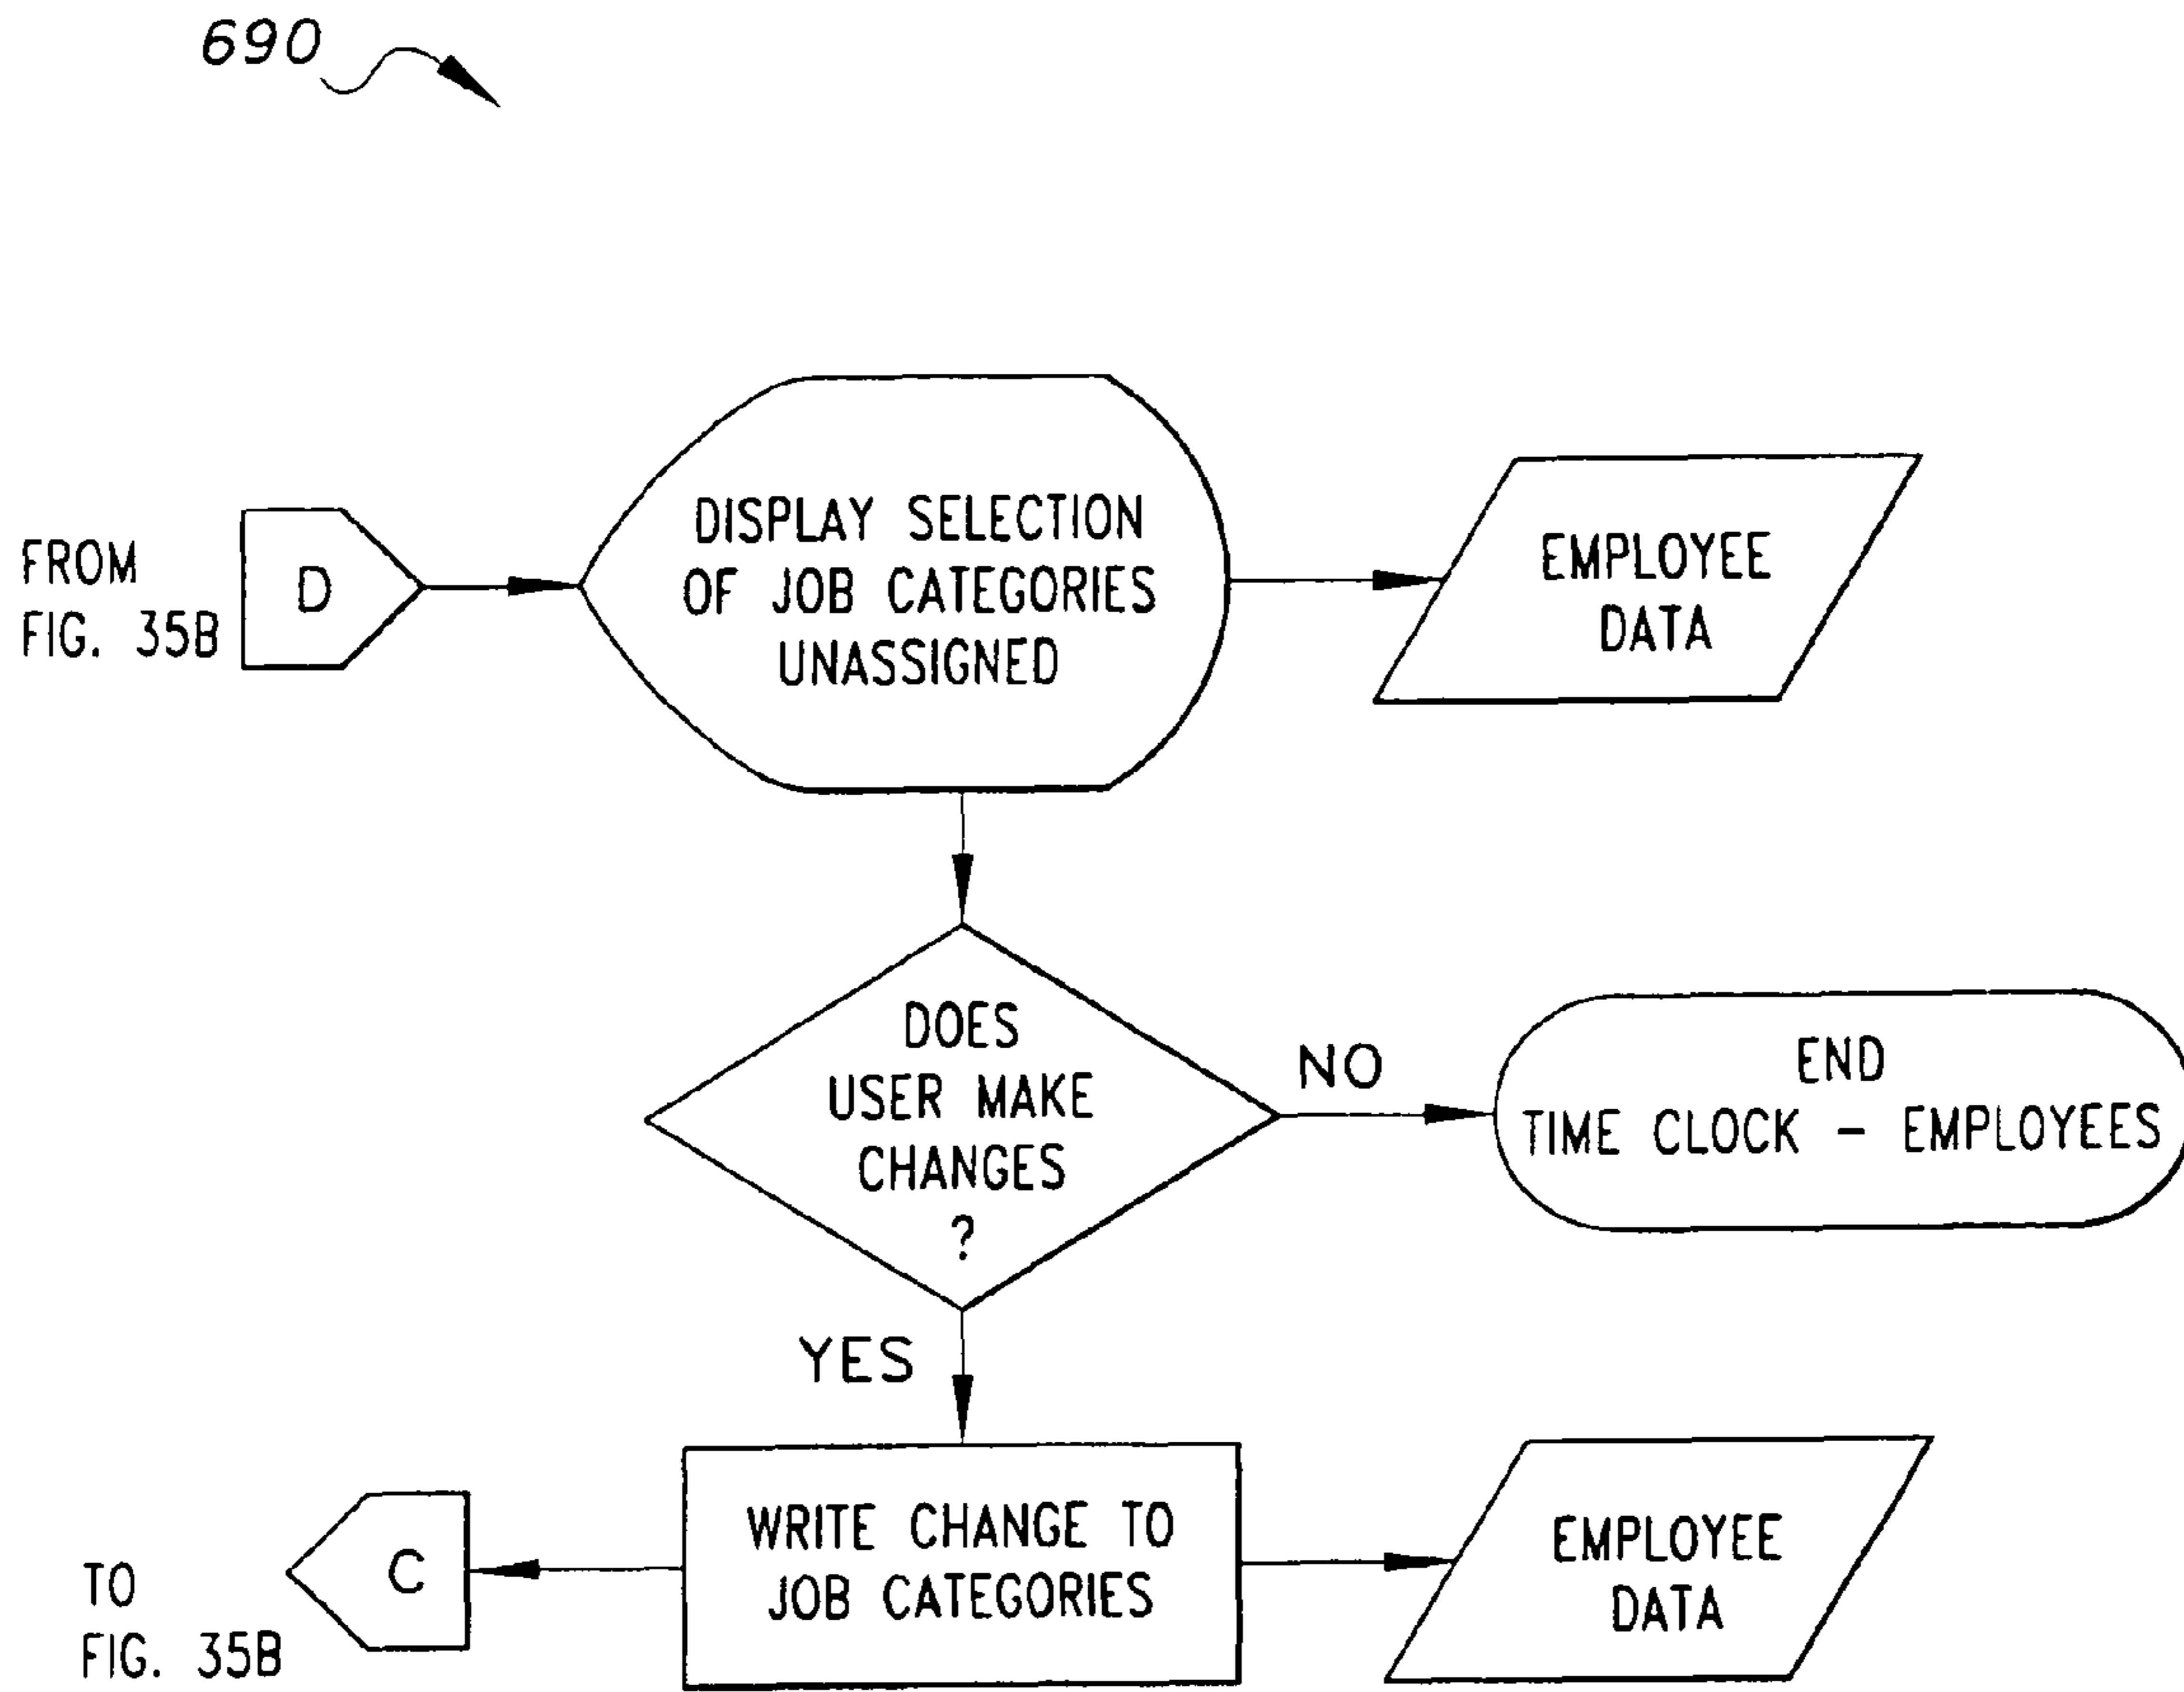 690
FROM
FIG. 35B
D
DISPLAY SELECTION
OF JOB CATEGORIES
UNASSIGNED
EMPLOYEE
DATA
DOES
USER MAKE
CHANGES
?
NO
END
TIME CLOCK - EMPLOYEES
YES
WRITE CHANGE TO
JOB CATEGORIES
EMPLOYEE
DATA
C
TO
FIG. 35B